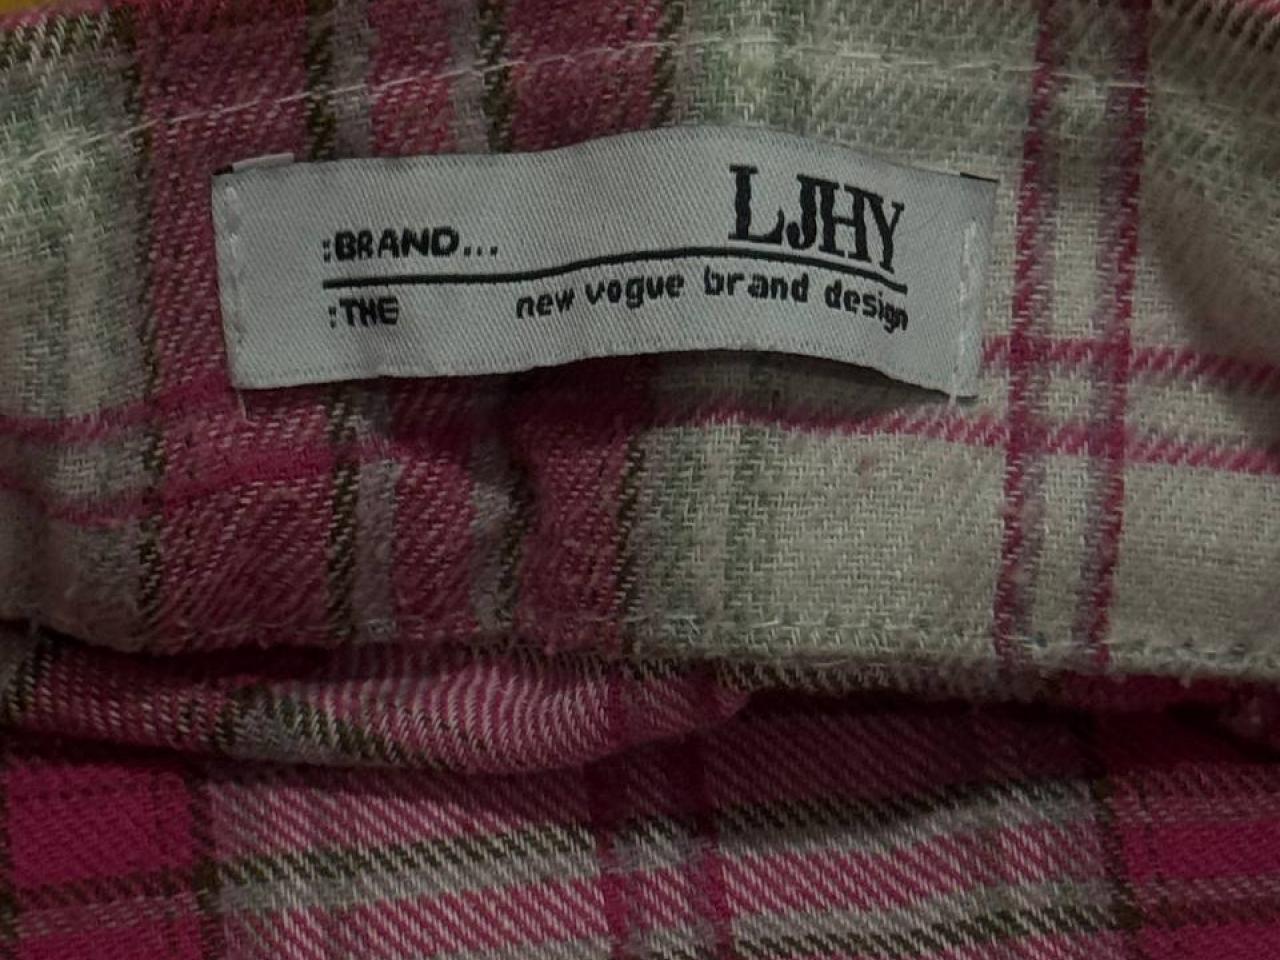 LJHY
:BRAND...
:THE new vogue brand design